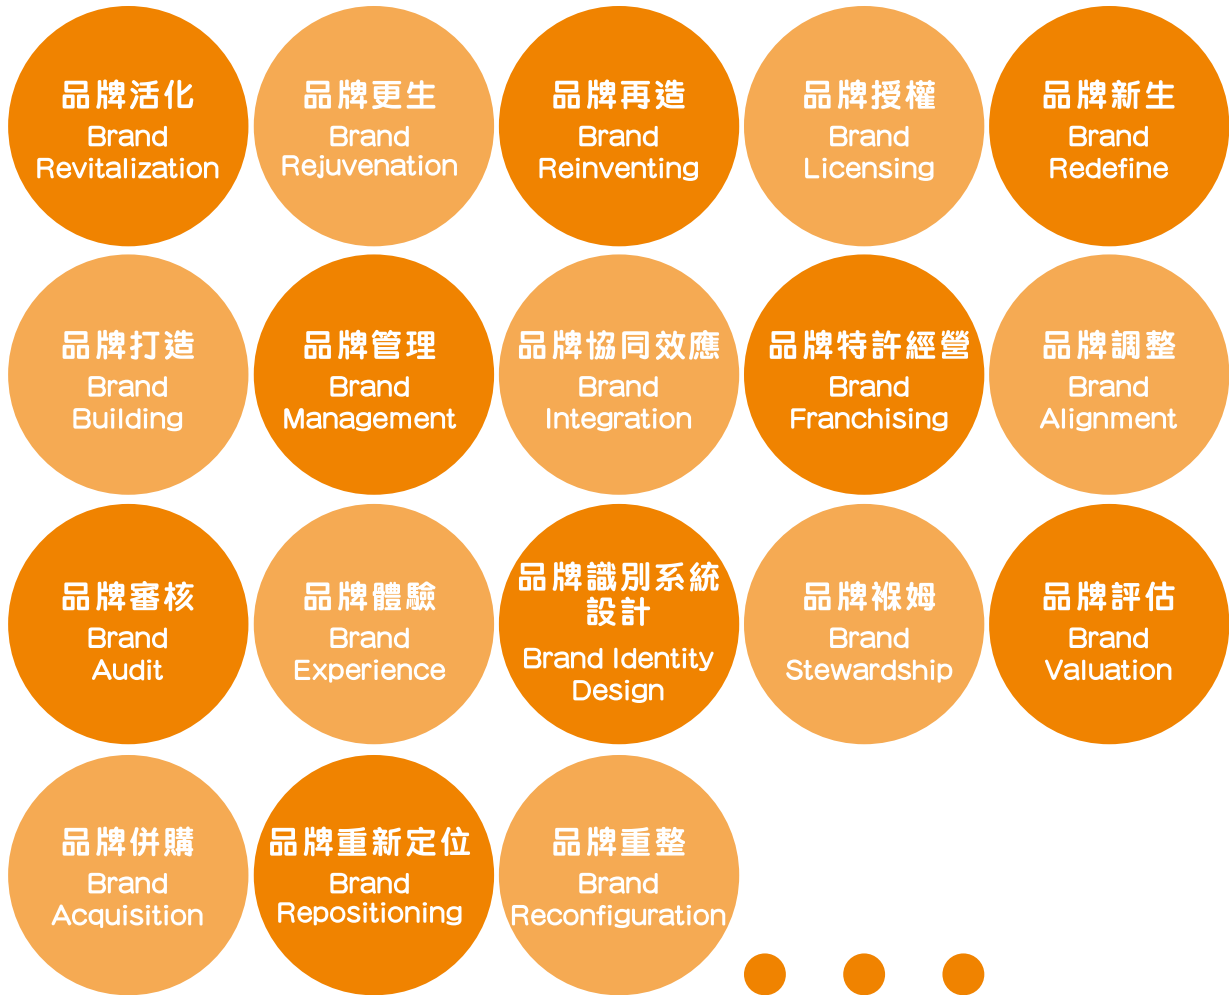 品牌活化
Brand
Revitalization
品牌更生
Brand
Rejuvenation
品牌再造
Brand
Reinventing
品牌授權
Brand
Licensing
品牌新生
Brand
Redefine
品牌打造
Brand
Building
品牌管理
Brand
Management
品牌協同效應
Brand
Integration
品牌特許經營
Brand
Franchising
品牌調整
Brand
Alignment
品牌審核
Brand
Audit
品牌體驗
Brand
Experience
品牌識別系統
設計
Brand Identity
Design
品牌褓姆
Brand
Stewardship
品牌評估
Brand
Valuation
品牌併購
Brand
Acquisition
品牌重新定位
Brand
Repositioning
品牌重整
Brand
Reconfiguration